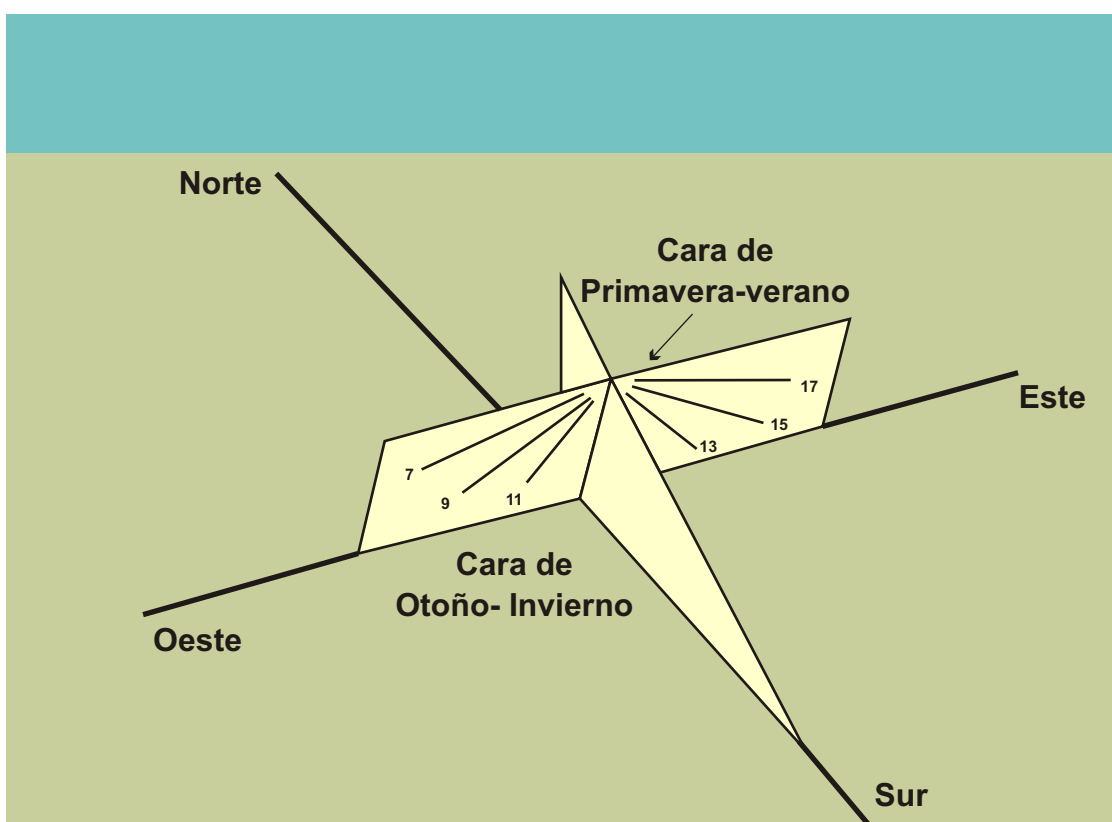 Norte
Cara de
Primavera-verano
17
Este
15
13
7
9
11
Cara de
Otoño- Invierno
Oeste
Sur